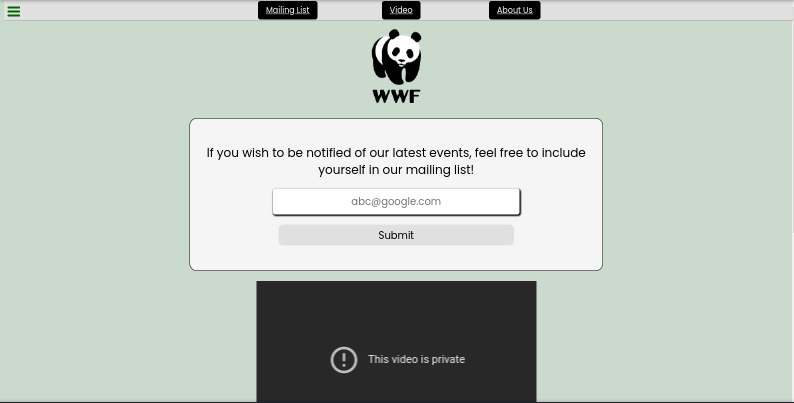 Mailing List
Video
About Us
WWF
If you wish to be notified of our latest events, feel free to include
yourself in our mailing list!
abc@google.com
Submit
This video is private